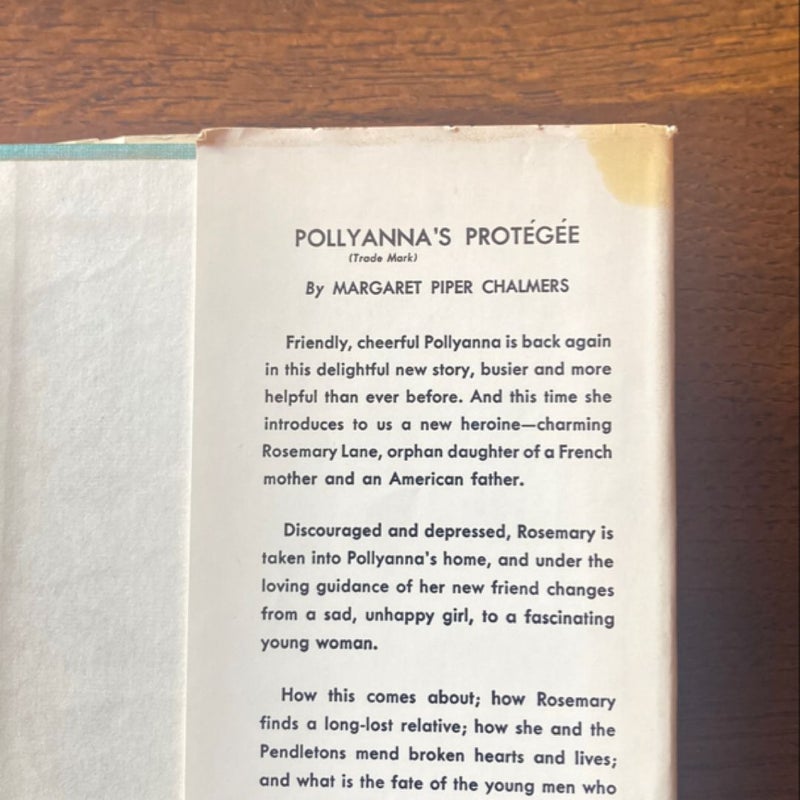 POLLYANNA'S PROTÉGÉE
(Trade Mark)
By MARGARET PIPER CHALMERS
Friendly, cheerful Pollyanna is back again
in this delightful new story, busier and more
helpful than ever before. And this time she
introduces to us a new heroine—charming
Rosemary Lane, orphan daughter of a French
mother and an American father.
Discouraged and depressed, Rosemary is
taken into Pollyanna's home, and under the
loving guidance of her new friend changes
from a sad, unhappy girl, to a fascinating
young woman.
How this comes about; how Rosemary
finds a long-lost relative; how she and the
Pendletons mend broken hearts and lives;
and what is the fate of the young men who